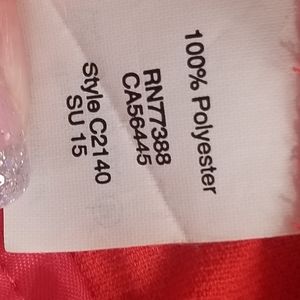 100% Polyester
RN77388
CA56445
Style C2140
SU 15